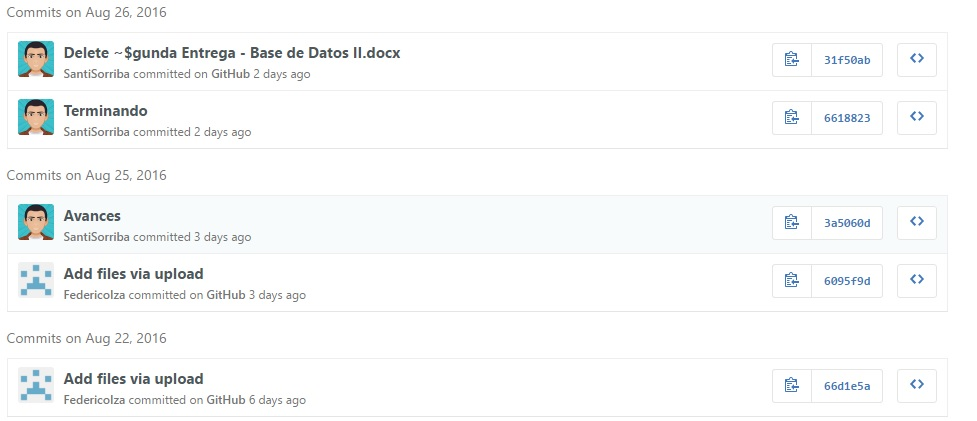 Commits on Aug 26, 2016
Delete ~$gunda Entrega - Base de Datos II.docx
SantiSorriba committed on GitHub 2 days ago
31f50ab
Terminando
SantiSorriba committed 2 days ago
6618823
Commits on Aug 25, 2016
Avances
SantiSorriba committed 3 days ago
3a5060d
Add files via upload
FedericoIza committed on GitHub 3 days ago
6095f9d
Commits on Aug 22, 2016
Add files via upload
FedericoIza committed on GitHub 6 days ago
66d1e5a